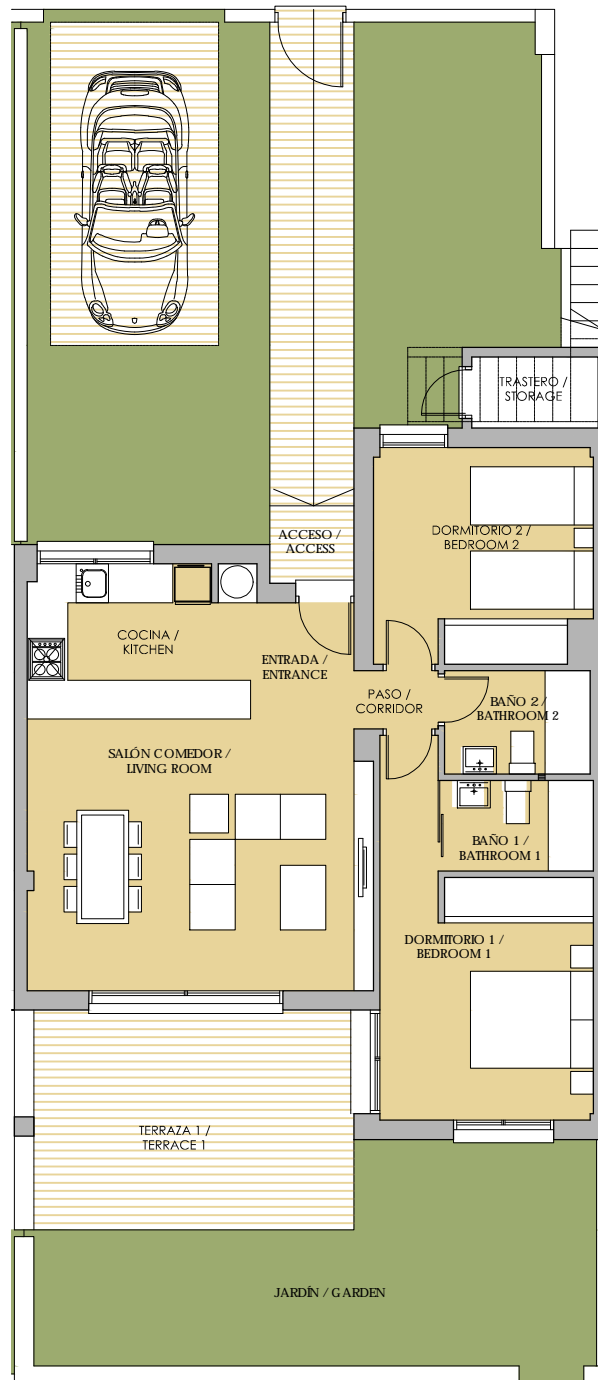 TRASTERO /
STORAGE
DORMITORIO 2 /
BEDROOM 2
ACCESO /
ACCESS
COCINA /
KITCHEN
ENTRADA /
ENTRANCE
PASO /
CORRIDOR
BAÑO 2 /
BATHROOM 2
SALÓN COMEDOR /
LIVING ROOM
BAÑO 1 /
BATHROOM 1
DORMITORIO 1 /
BEDROOM 1
TERRAZA 1 /
TERRACE 1
JARDÍN / GARDEN